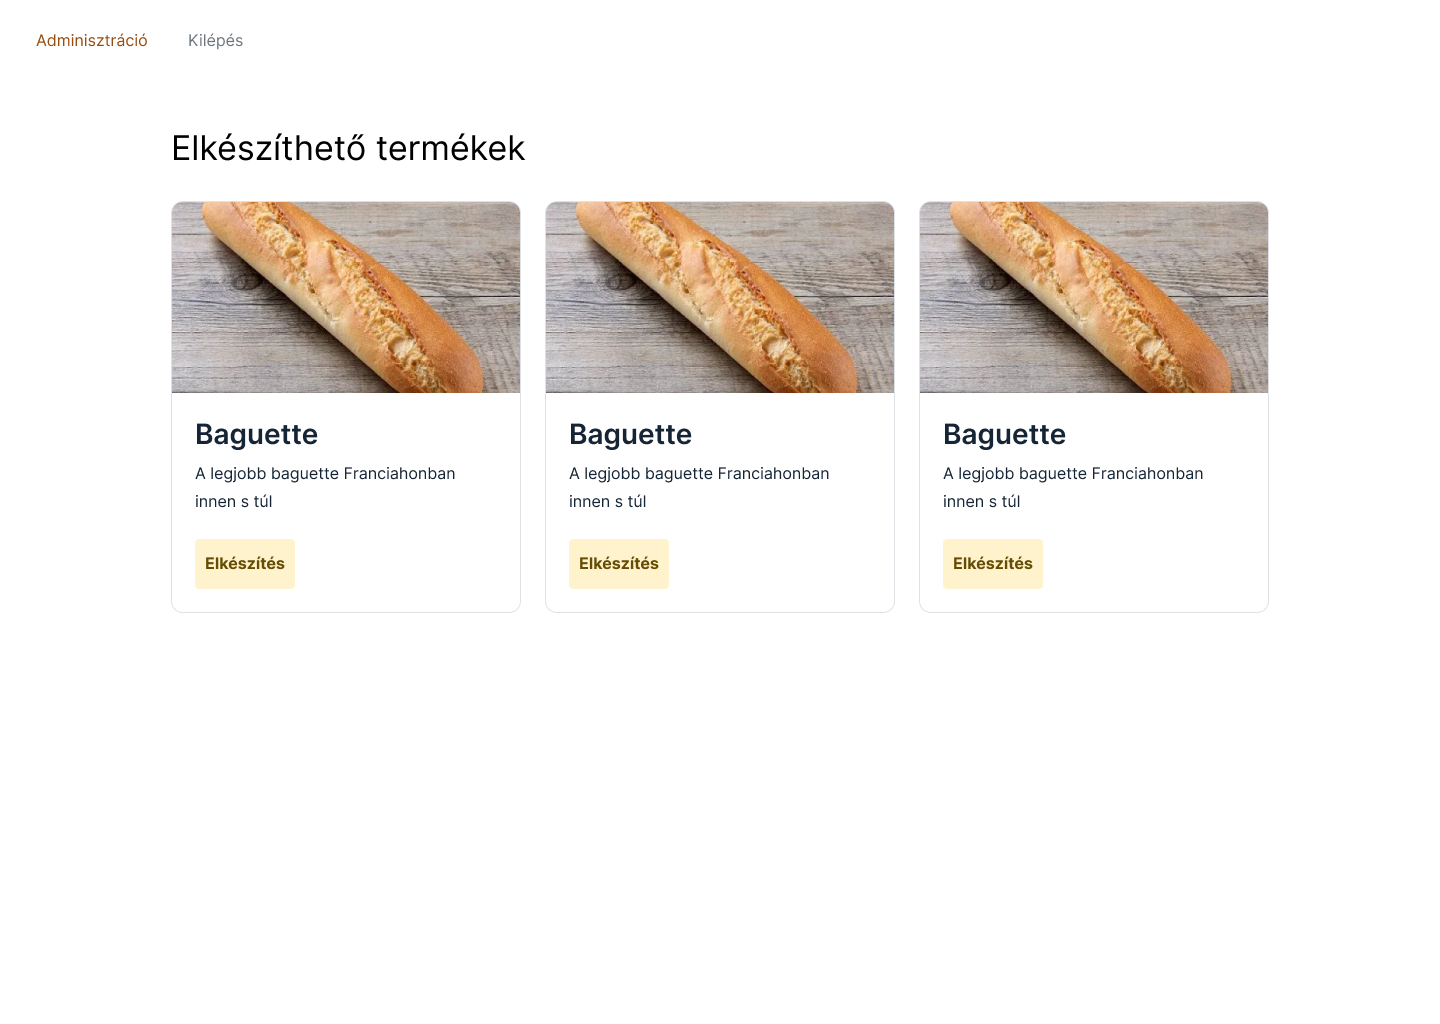 Adminisztráció Kilépés
Elkészíthető termékek
Baguette
A legjobb baguette Franciahonban
innen s túl
Elkészítés
Baguette
A legjobb baguette Franciahonban
innen s túl
Elkészítés
Baguette
A legjobb baguette Franciahonban
innen s túl
Elkészítés